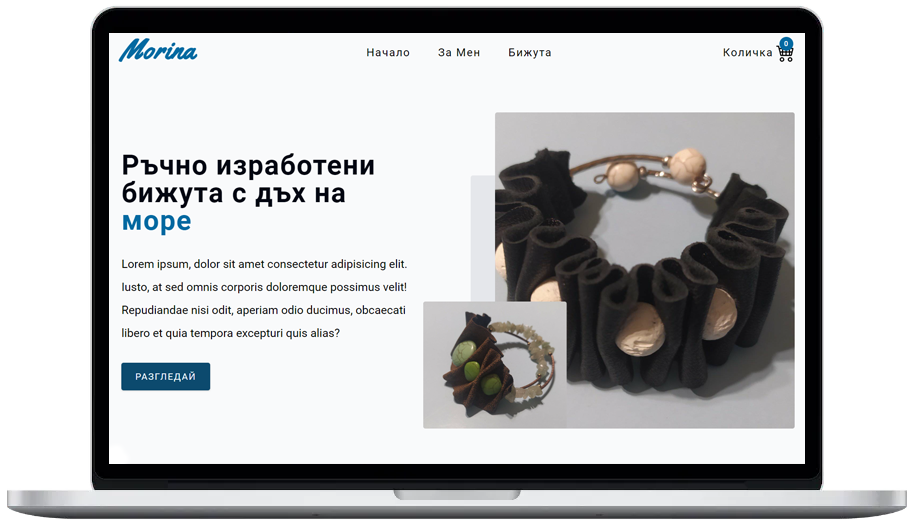 Morina
Начало
За Мен
Бижута
Количка
0
Ръчно изработени
бижута с дъх на
море
Lorem ipsum, dolor sit amet consectetur adipisicing elit.
Iusto, at sed omnis corporis doloremque possimus velit!
Repudiandae nisi odit, aperiam odio ducimus, obcaecati
libero et quia tempora excepturi quis alias?
РАЗГЛЕДАЙ